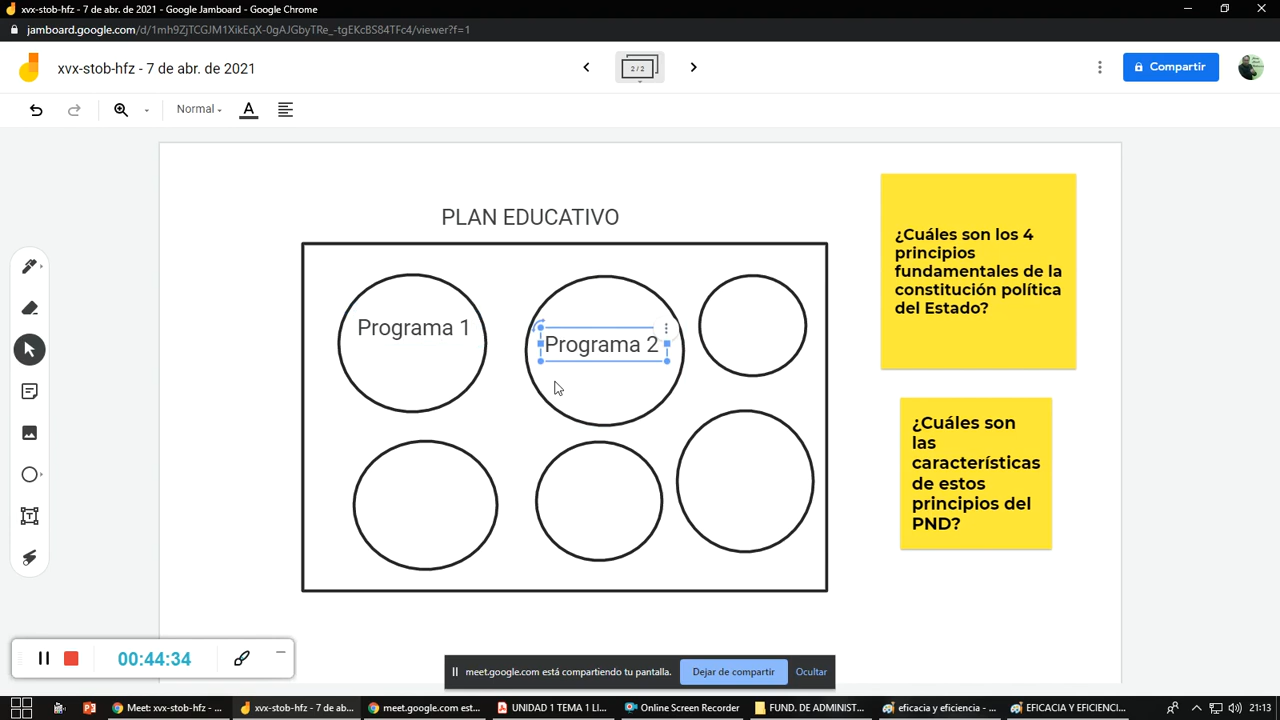 xvx-stob-hfz - 7 de abr. de 2021 - Google Jamboard - Google Chrome
jamboard.google.com/d/1mh9ZjTCGJM1XikEqX-0gAJGbyTRe_-tgEKcBS84TFc4/viewer?f=1
xvx-stob-hfz - 7 de abr. de 2021
2 / 2
Compartir
Normal
A
PLAN EDUCATIVO
Programa 1
Programa 2
¿Cuáles son los 4
principios
fundamentales de la
constitución política
del Estado?
¿Cuáles son
las
características
de estos
principios del
PND?
00:44:34
meet.google.com está compartiendo tu pantalla.
Dejar de compartir
Ocultar
Meet: xvx-stob-hfz - ...
xvx-stob-hfz - 7 de ab...
meet.google.com est...
UNIDAD 1 TEMA 1 LI...
Online Screen Recorder
FUND. DE ADMINIST...
eficacia y eficiencia - ...
EFICACIA Y EFICIENCI...
21:13